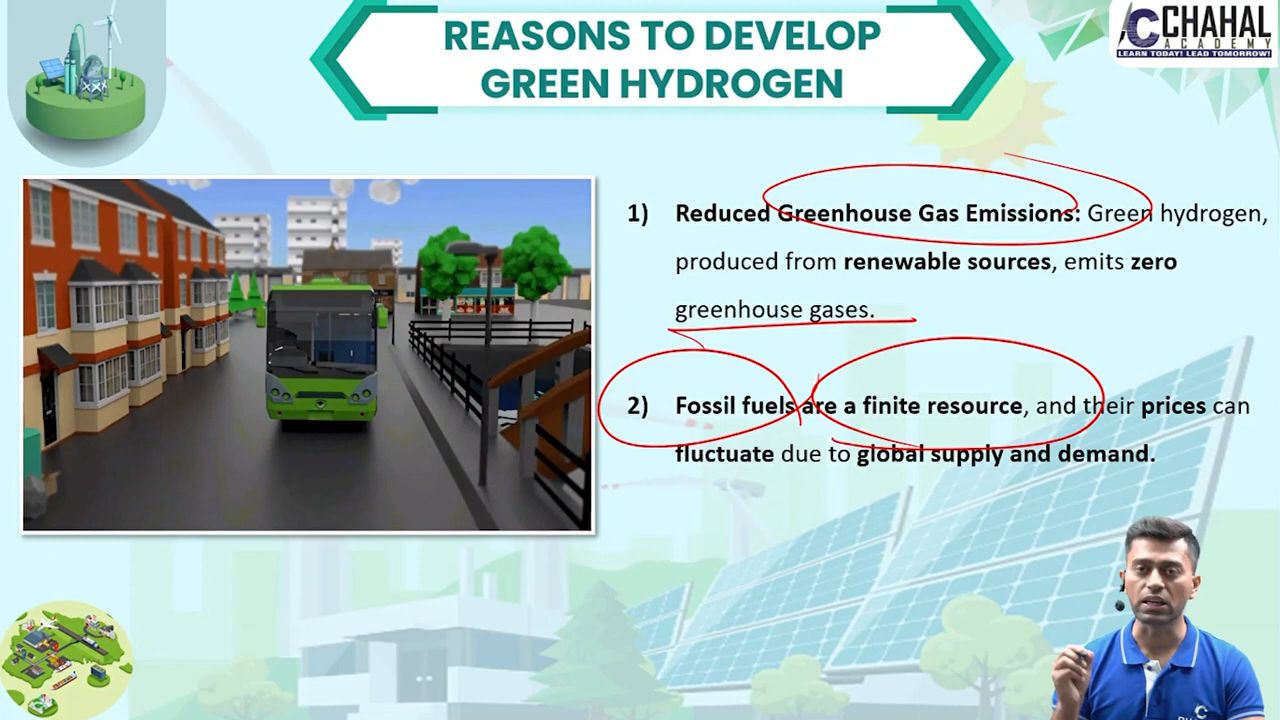 REASONS TO DEVELOP
GREEN HYDROGEN
CHAHAL
ACADEMY
LEARN TODAY! LEAD TOMORROW!
1) Reduced Greenhouse Gas Emissions: Green hydrogen,
produced from renewable sources, emits zero
greenhouse gases.
2) Fossil fuels are a finite resource, and their prices can
fluctuate due to global supply and demand.